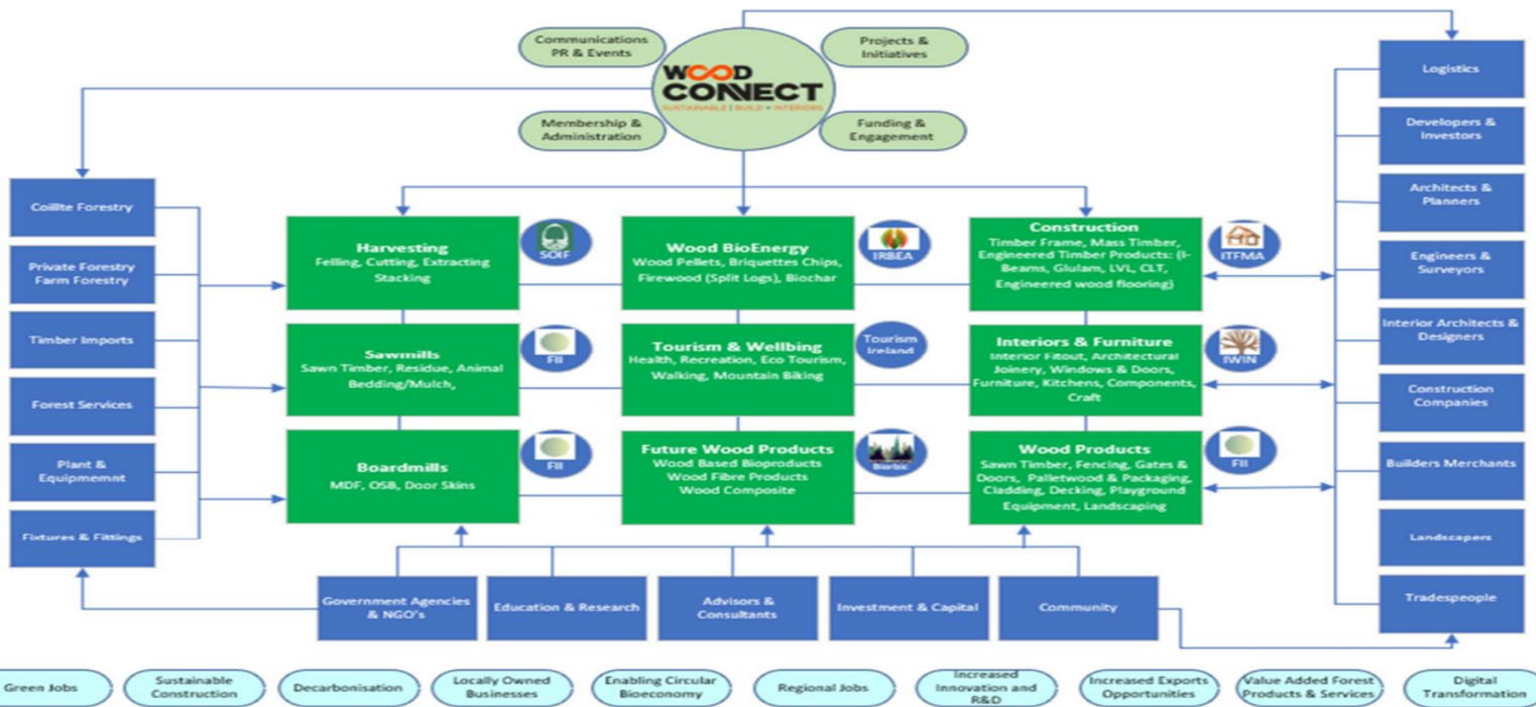 Communications
PR & Events
Projects &
Initiatives
WOOD
CONNECT
SUSTAINABLE | BUILD + INTERIORS
Membership &
Administration
Funding &
Engagement
Coillte Forestry
Private Forestry
Farm Forestry
Timber Imports
Forest Services
Plant &
Equipmemnt
Fixtures & Fittings
Harvesting
Felling, Cutting, Extracting
Stacking
SOIF
Wood BioEnergy
Wood Pellets, Briquettes Chips,
Firewood (Split Logs), Biochar
IRBEA
Construction
Timber Frame, Mass Timber,
Engineered Timber Products: (I-
Beams, Glulam, LVL, CLT,
Engineered wood flooring)
ITFMA
Sawmills
Sawn Timber, Residue, Animal
Bedding/Mulch,
FII
Tourism & Wellbing
Health, Recreation, Eco Tourism,
Walking, Mountain Biking
Tourism
Ireland
Interiors & Furniture
Interior Fitout, Architectural
Joinery, Windows & Doors,
Furniture, Kitchens, Components,
Craft
IWIN
Boardmills
MDF, OSB, Door Skins
FII
Future Wood Products
Wood Based Bioproducts
Wood Fibre Products
Wood Composite
Biorbic
Wood Products
Sawn Timber, Fencing, Gates &
Doors, Palletwood & Packaging,
Cladding, Decking, Playground
Equipment, Landscaping
FII
Logistics
Developers &
Investors
Architects &
Planners
Engineers &
Surveyors
Interior Architects &
Designers
Construction
Companies
Builders Merchants
Landscapers
Tradespeople
Government Agencies
& NGO's
Education & Research
Advisors &
Consultants
Investment & Capital
Community
Green Jobs
Sustainable
Construction
Decarbonisation
Locally Owned
Businesses
Enabling Circular
Bioeconomy
Regional Jobs
Increased
Innovation and
R&D
Increased Exports
Opportunities
Value Added Forest
Products & Services
Digital
Transformation